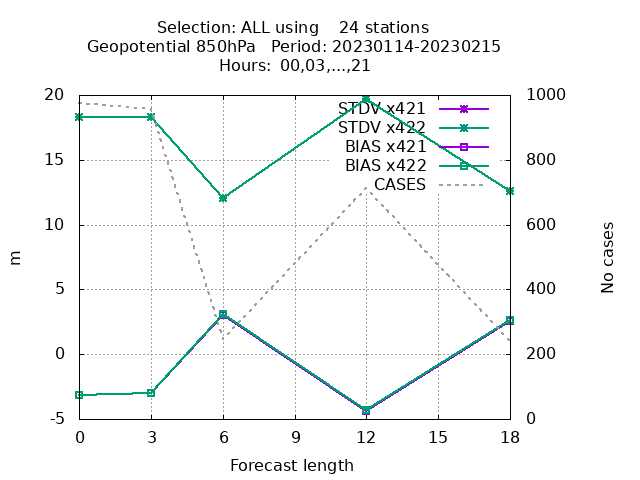 Selection: ALL using    24 stations
Geopotential 850hPa   Period: 20230114-20230215
Hours: 00,03,...,21
20
15
10
5
0
-5
m
STDV x421
STDV x422
BIAS x421
BIAS x422
CASES
1000
800
600
400
200
0
No cases
0 3 6 9 12 15 18
Forecast length